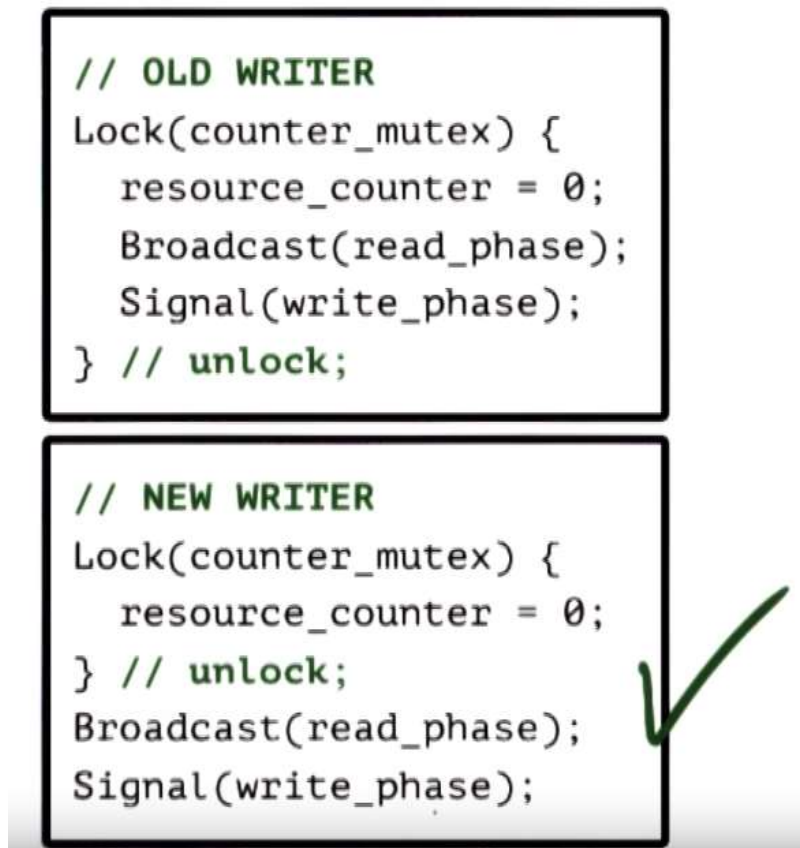 // OLD WRITER
Lock(counter_mutex) {
resource_counter = 0;
Broadcast(read_phase);
Signal(write_phase);
} // unlock;
// NEW WRITER
Lock(counter_mutex) {
resource_counter = 0;
} // unlock;
Broadcast(read_phase);
Signal(write_phase);